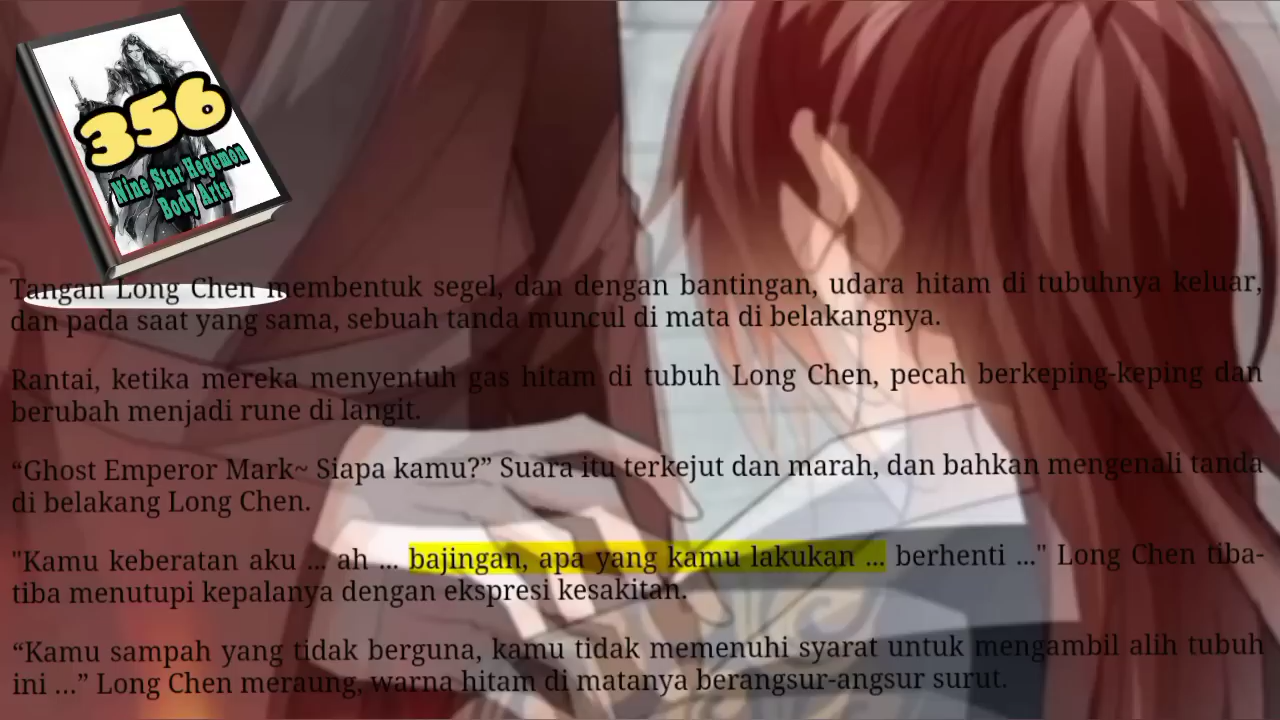 356
Nine Star Hegemon
Body Arts
Tangan Long Chen membentuk segel, dan dengan bantingan, udara hitam di tubuhnya keluar,
dan pada saat yang sama, sebuah tanda muncul di mata di belakangnya.
Rantai, ketika mereka menyentuh gas hitam di tubuh Long Chen, pecah berkeping-keping dan
berubah menjadi rune di langit.
“Ghost Emperor Mark~ Siapa kamu?” Suara itu terkejut dan marah, dan bahkan mengenali tanda
di belakang Long Chen.
"Kamu keberatan aku ... ah ... bajingan, apa yang kamu lakukan ... berhenti ..." Long Chen tiba-
tiba menutupi kepalanya dengan ekspresi kesakitan.
“Kamu sampah yang tidak berguna, kamu tidak memenuhi syarat untuk mengambil alih tubuh
ini ...” Long Chen meraung, warna hitam di matanya berangsur-angsur surut.